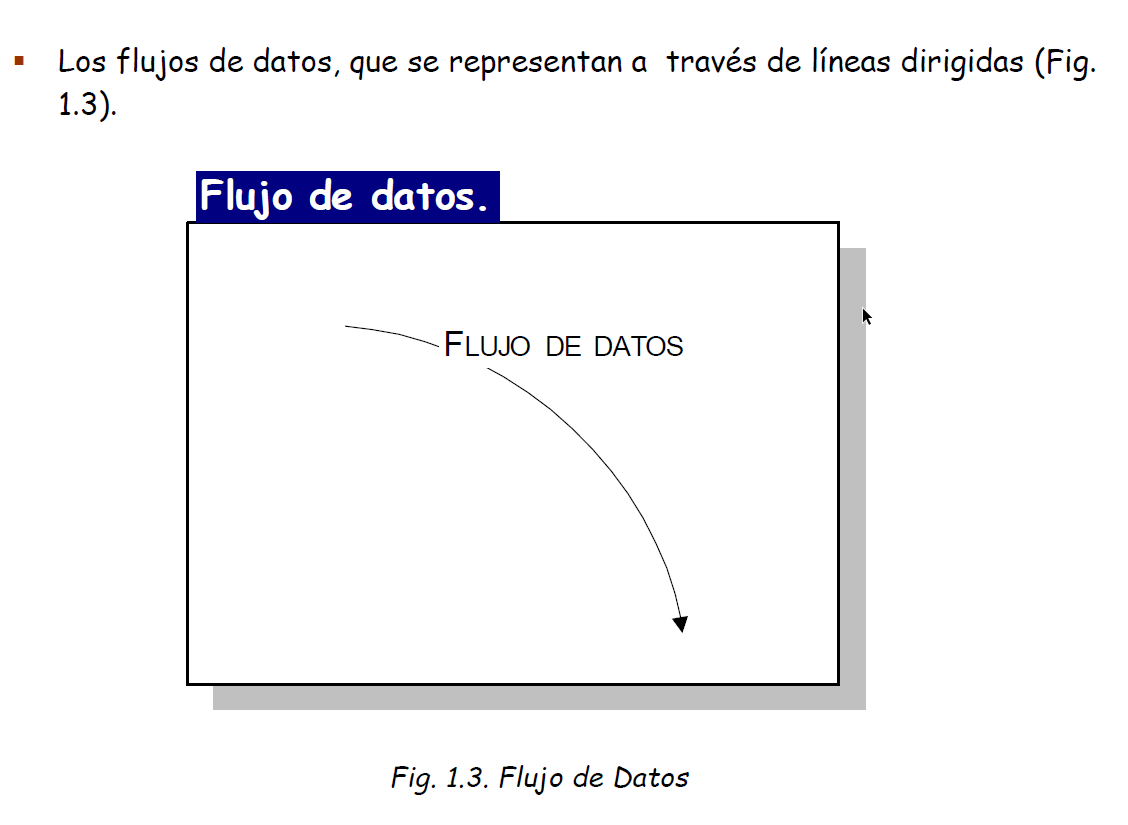 ▪ Los flujos de datos, que se representan a través de líneas dirigidas (Fig.
1.3).
Flujo de datos.
FLUJO DE DATOS
Fig. 1.3. Flujo de Datos